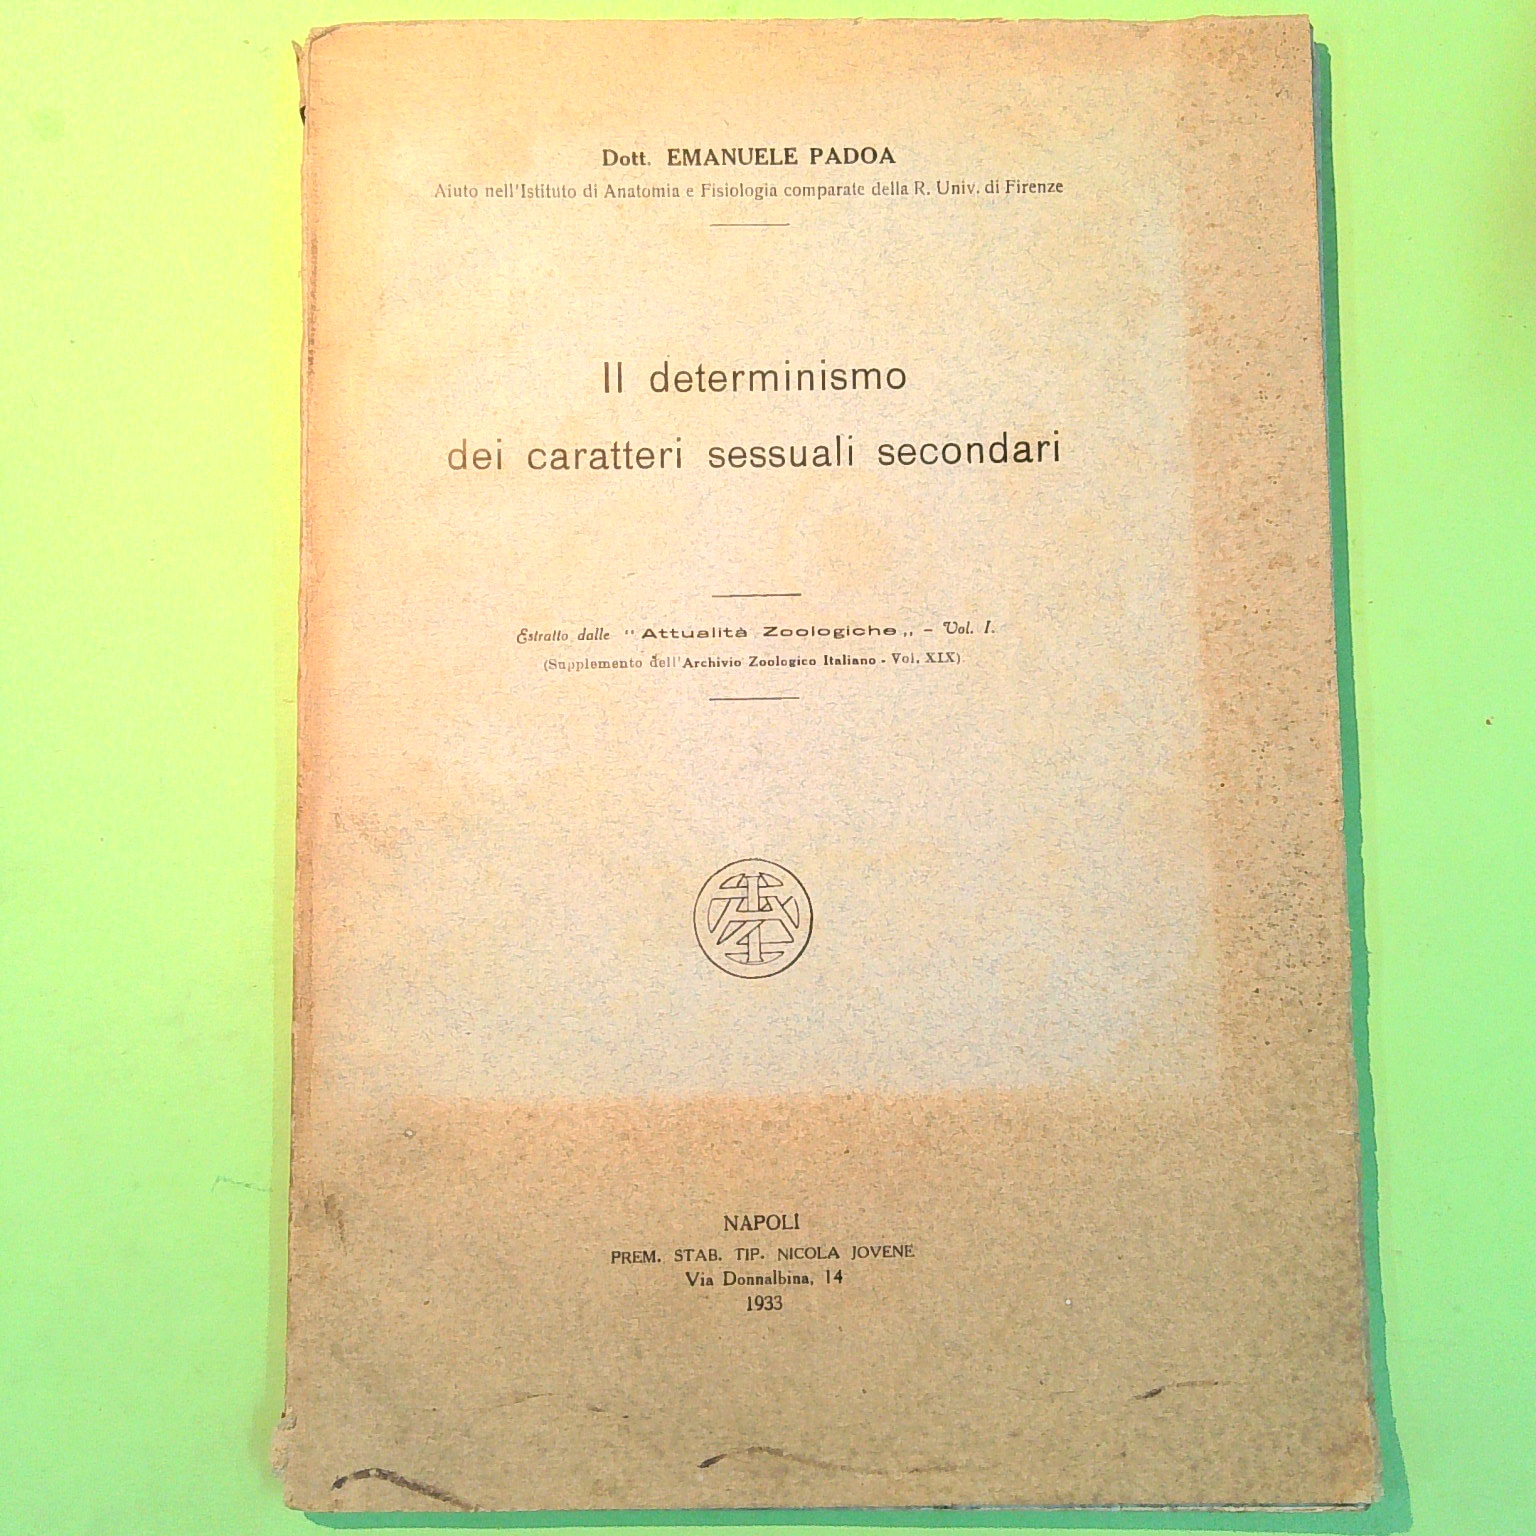 Dott. EMANUELE PADOA
Aiuto nell'Istituto di Anatomia e Fisiologia comparate della R. Univ. di Firenze
Il determinismo
dei caratteri sessuali secondari
Estratto dalle "Attualità Zoologiche„ - Vol. I.
(Supplemento dell'Archivio Zoologico Italiano - Vol. XIX)
NAPOLI
PREM. STAB. TIP. NICOLA JOVENE
Via Donnalbina, 14
1933